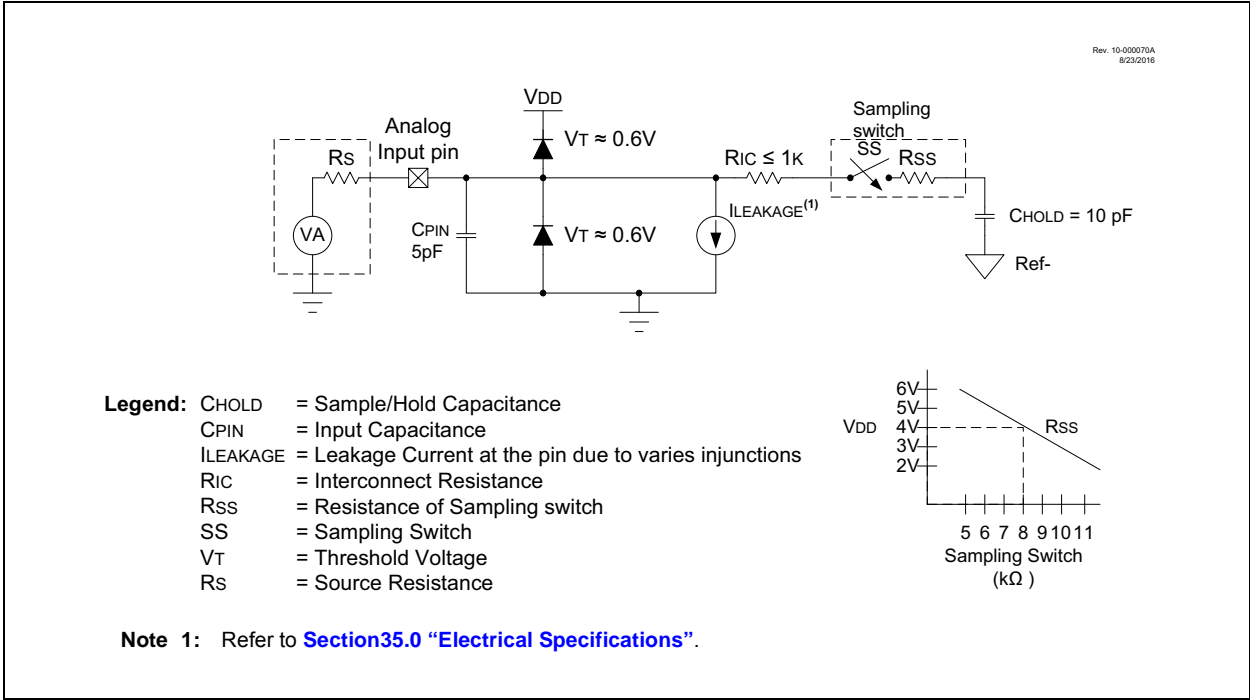 Rev. 10-000070A
8/23/2016
VDD
Analog
Input pin
VT ≈ 0.6V
RS
VA
CPIN
5pF
VT ≈ 0.6V
ILEAKAGE(1)
RIC ≤ 1K
Sampling
switch
SS
RSS
CHOLD = 10 pF
Ref-
Legend: CHOLD = Sample/Hold Capacitance
CPIN = Input Capacitance
ILEAKAGE = Leakage Current at the pin due to varies injunctions
RIC = Interconnect Resistance
RSS = Resistance of Sampling switch
SS = Sampling Switch
VT = Threshold Voltage
RS = Source Resistance
6V
5V
VDD 4V
3V
2V
RSS
5 6 7 8 9 10 11
Sampling Switch
(kΩ )
Note 1: Refer to Section35.0 “Electrical Specifications”.